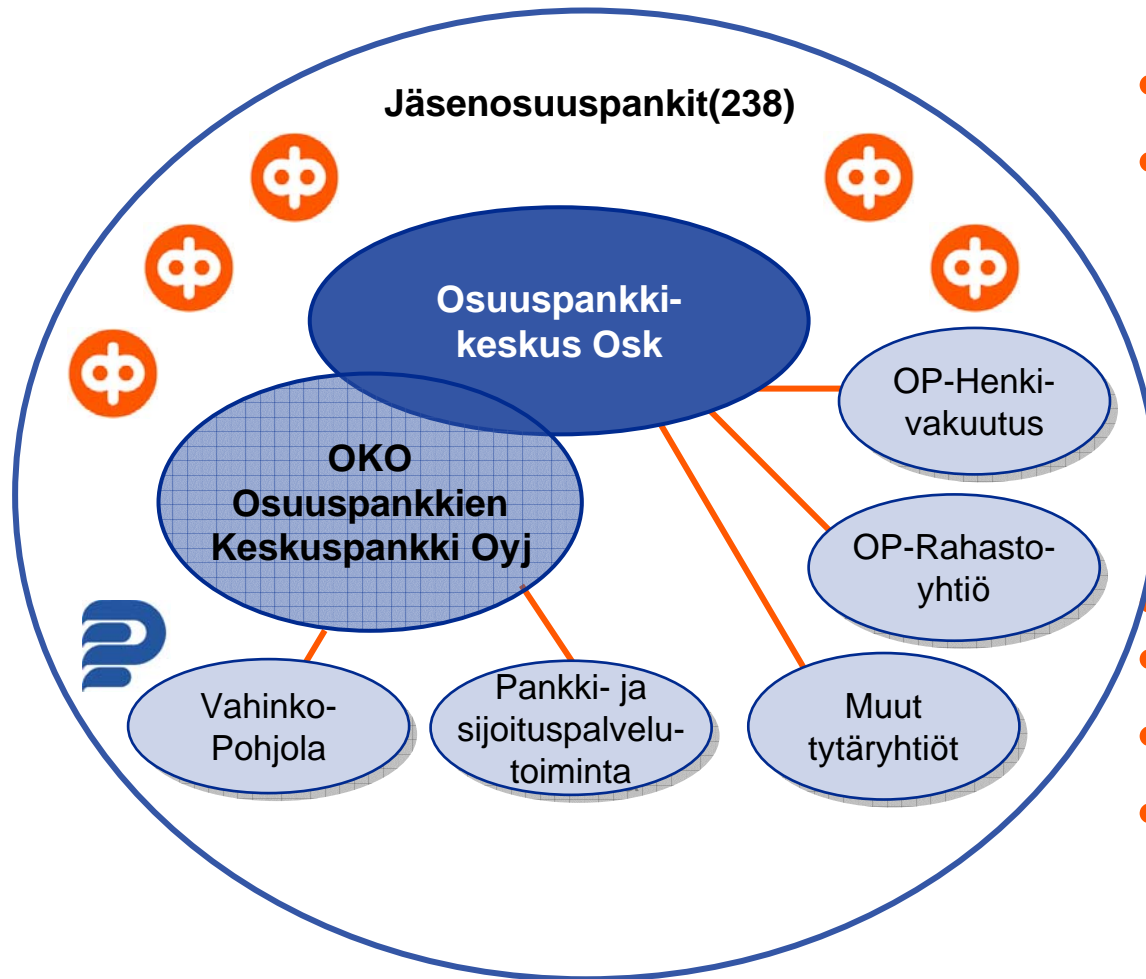 Jäsenosuuspankit(238)
Osuuspankki-
keskus Osk
OKO
Osuuspankkien
Keskuspankki Oyj
OP-Henki-
vakuutus
OP-Rahasto-
yhtiö
Vahinko-
Pohjola
Pankki- ja
sijoituspalvelu-
toiminta
Muut
tytäryhtiöt